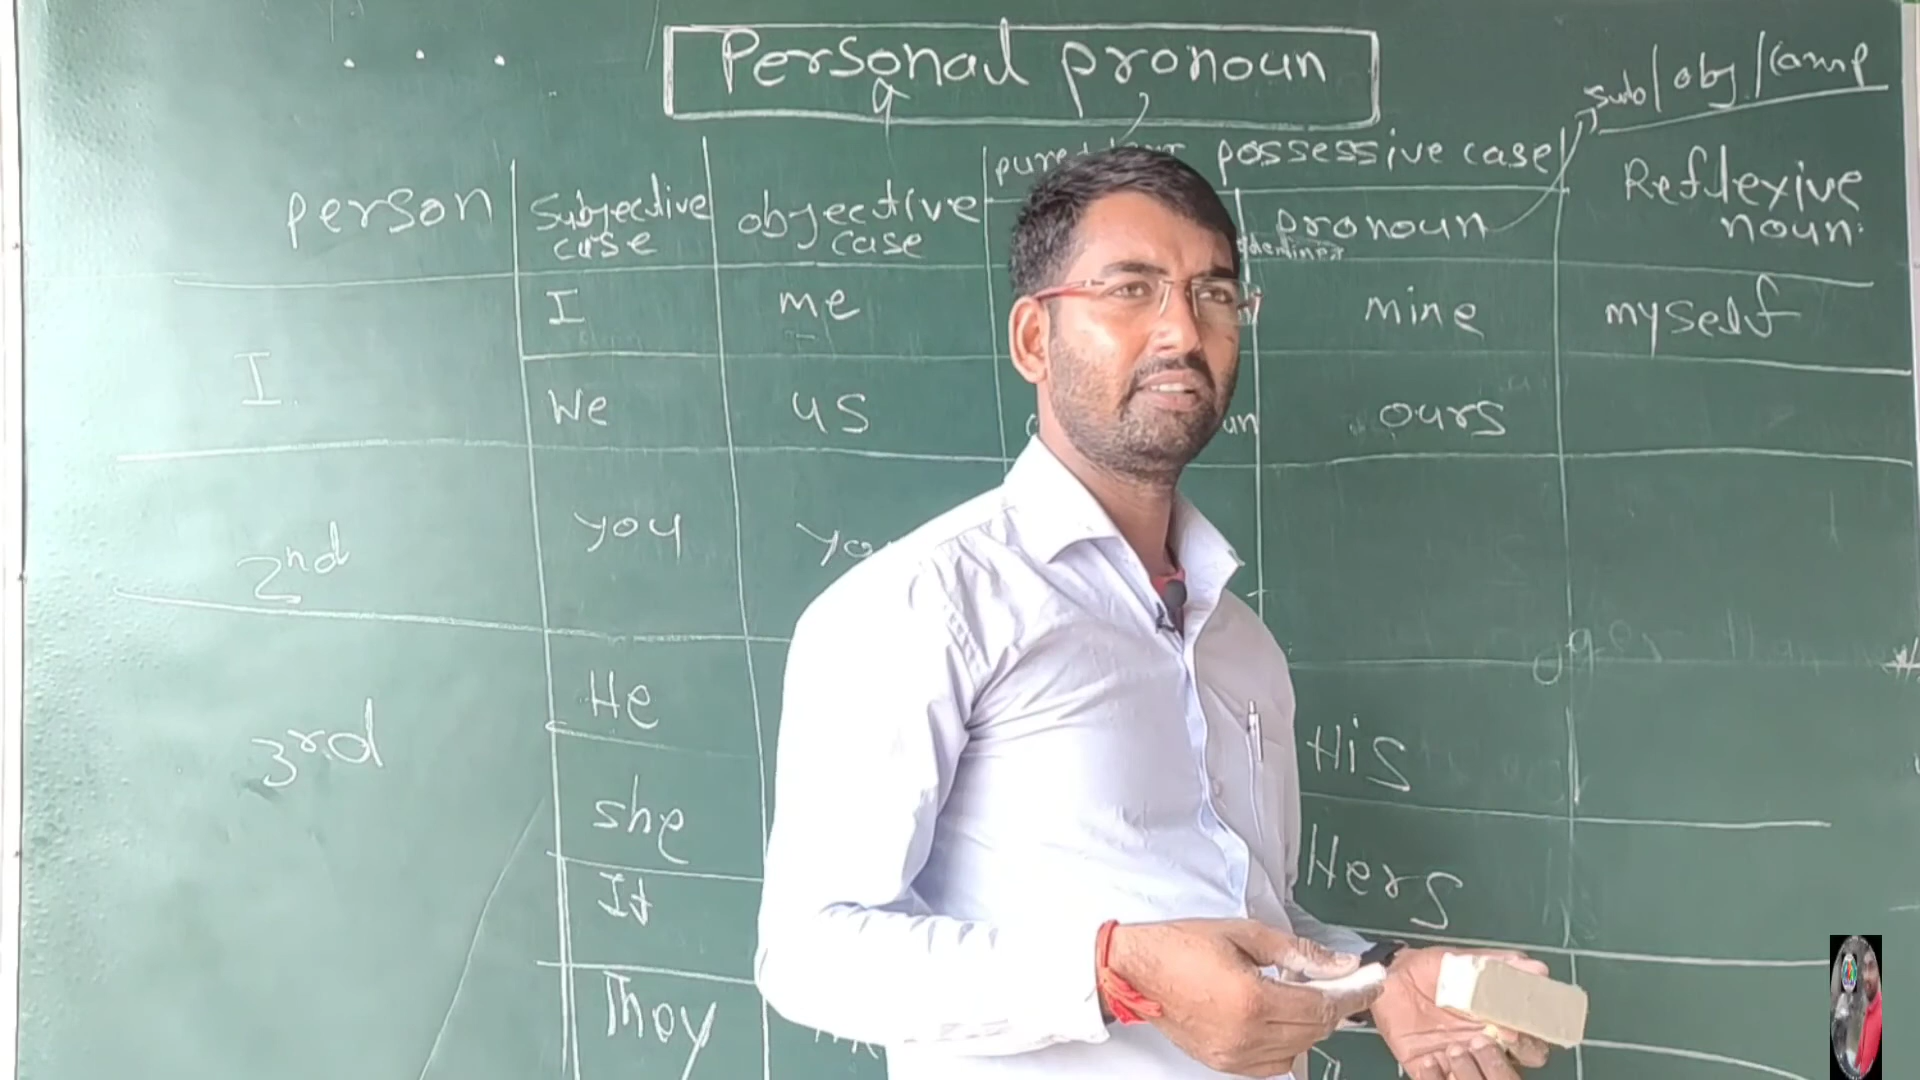 Personal pronoun
sub/obj/comp
possessive case
person
Subjective case
objective case
pronoun
Reflexive noun
I
I
me
mine
myself
we
us
ours
2nd
you
3rd
He
His
she
Hers
It
They